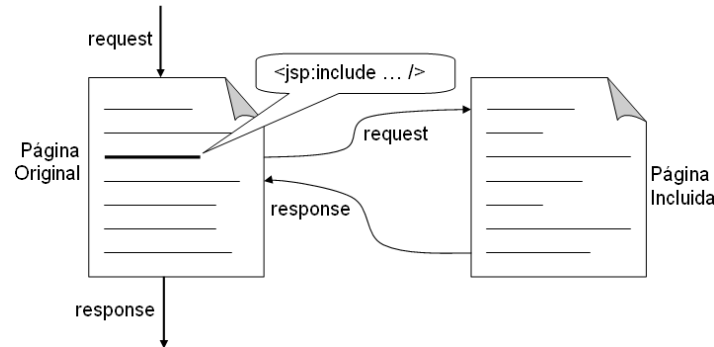 request
<jsp:include … />
request
Página
Original
Página
Incluida
response
response